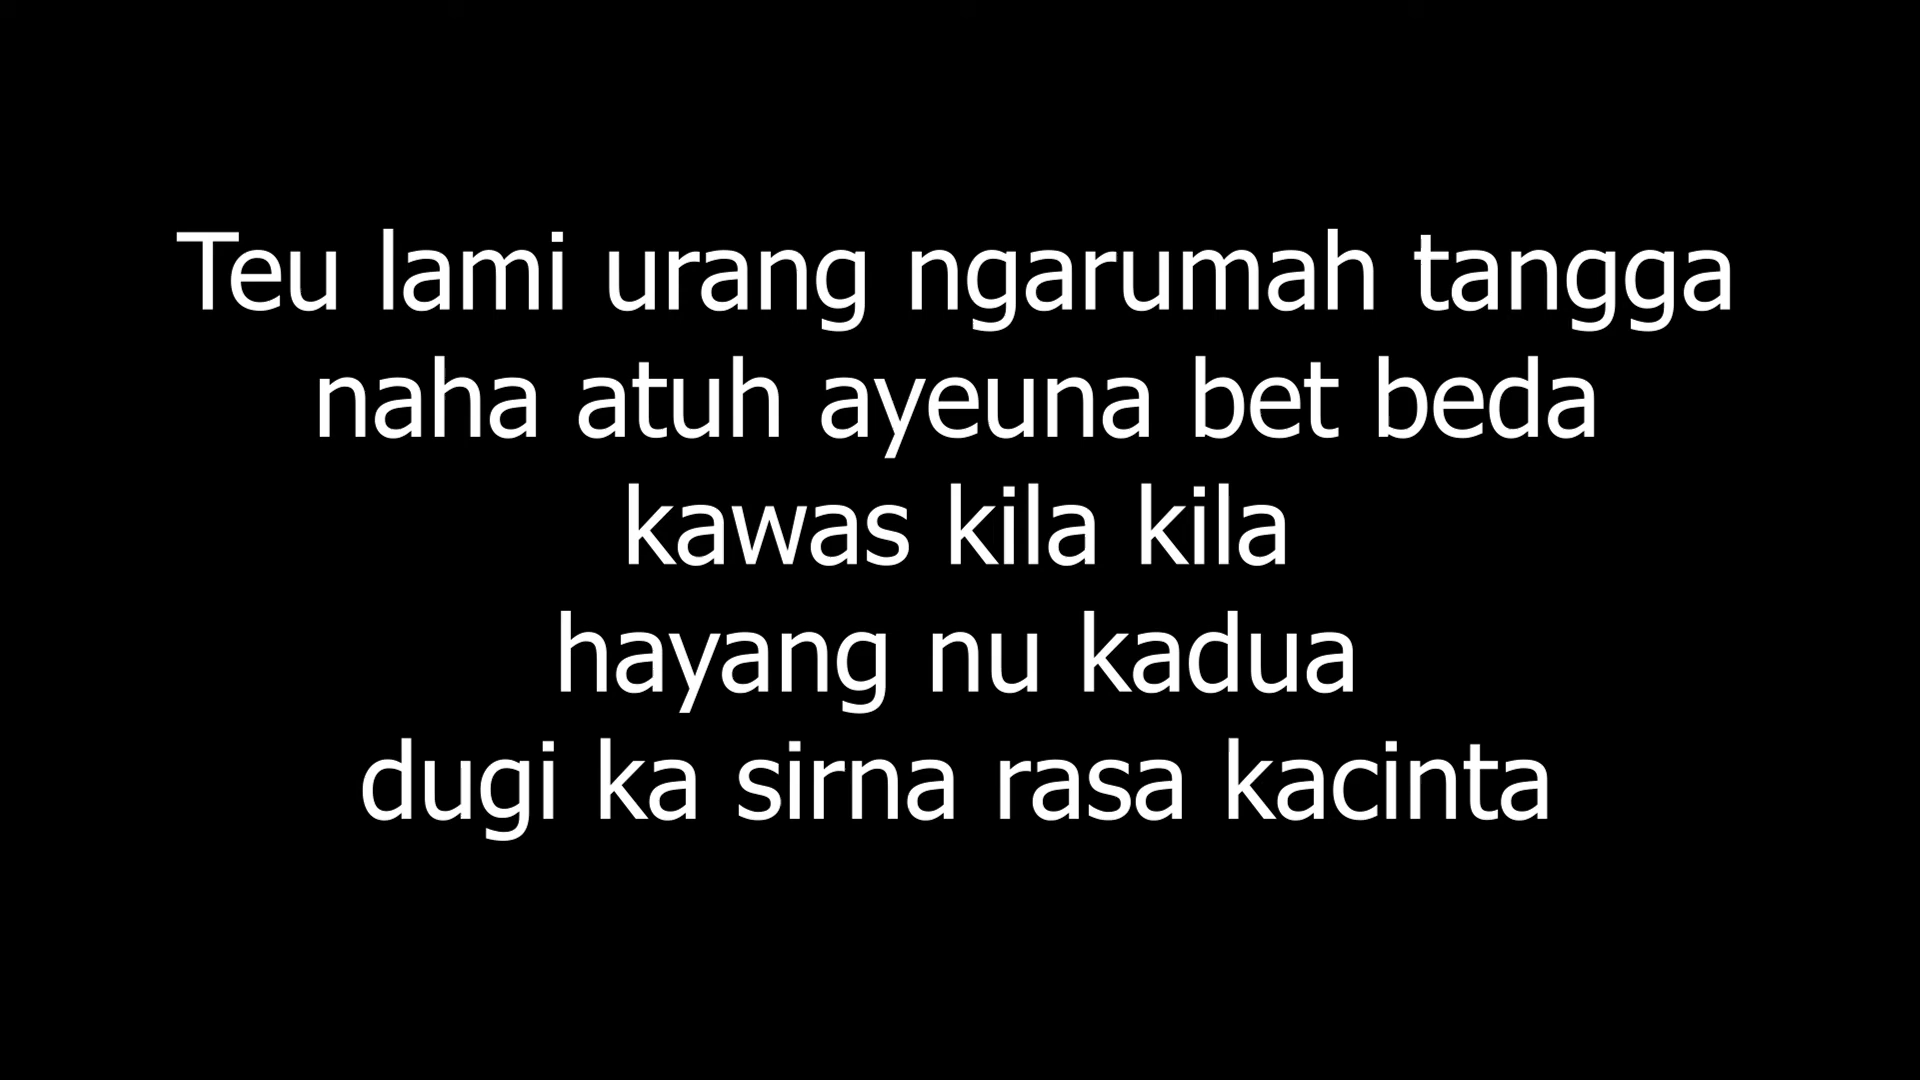 Teu lami urang ngarumah tangga
naha atuh ayeuna bet beda
kawas kila kila
hayang nu kadua
dugi ka sirna rasa kacinta